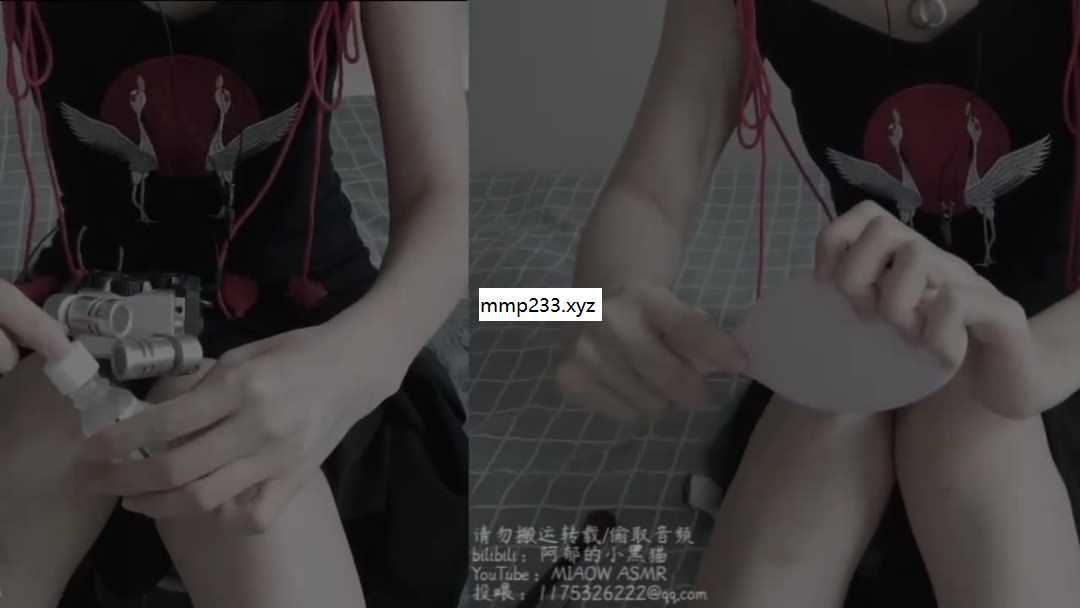 mmp233.xyz
请勿搬运转载/偷取音频
bilibili：阿郁的小黑猫
YouTube：MIAOW ASMR
投喂：1175326222@qq.com